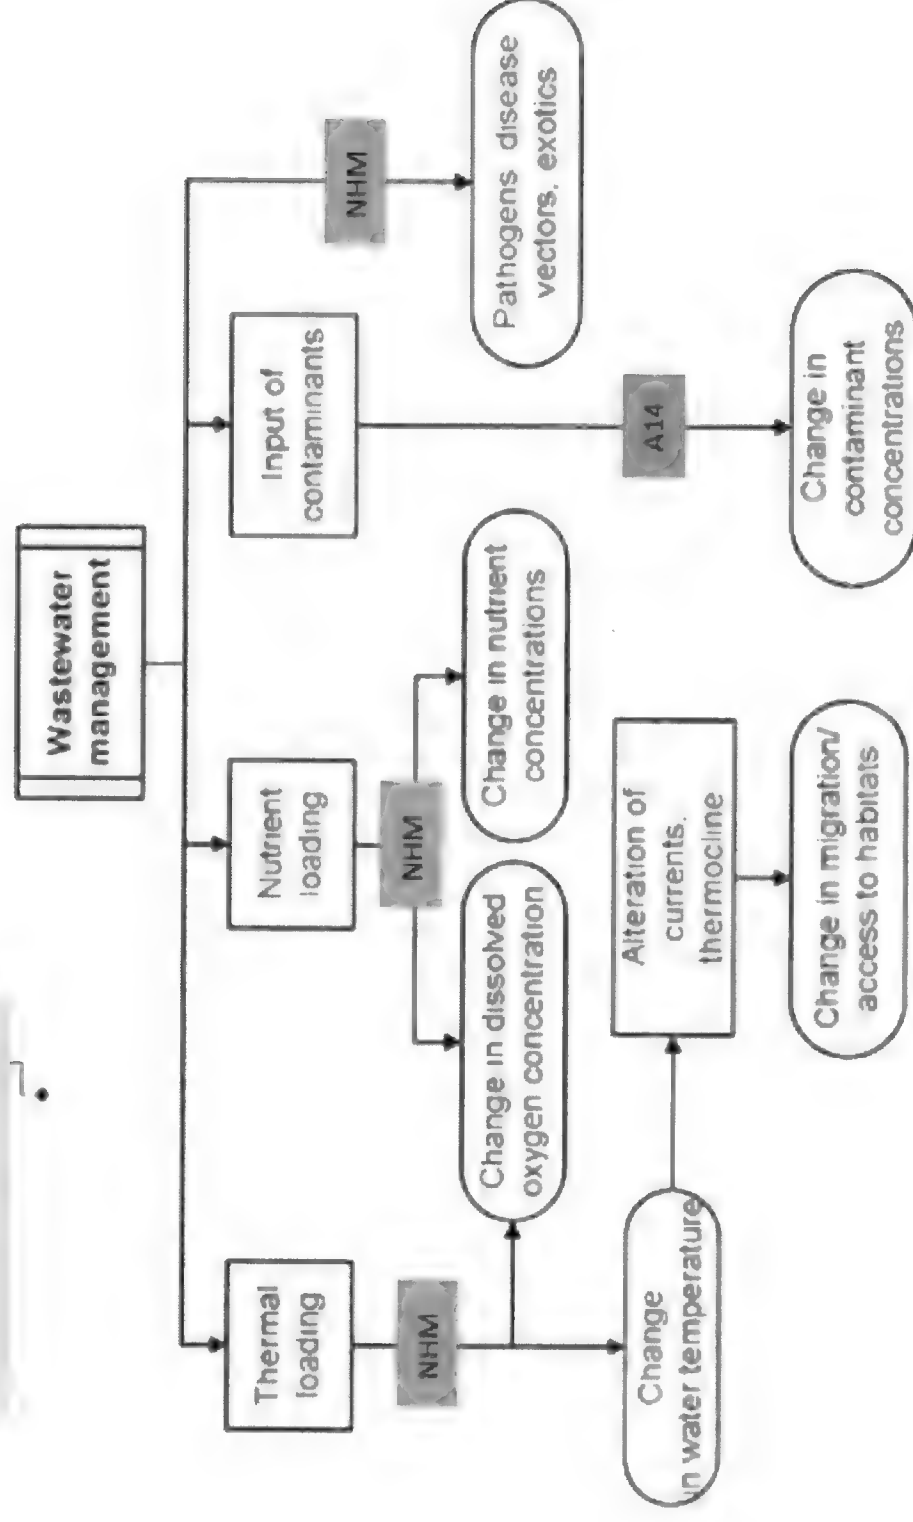 Wastewater
management
Thermal
loading
Nutrient
loading
Input of
contaminants
NHM
NHM
NHM
Pathogens disease
vectors, exotics
Change in dissolved
oxygen concentration
Change in nutrient
concentrations
A14
Change
in water temperature
Alteration of
currents,
thermocline
Change in migration/
access to habitats
Change in
contaminant
concentrations